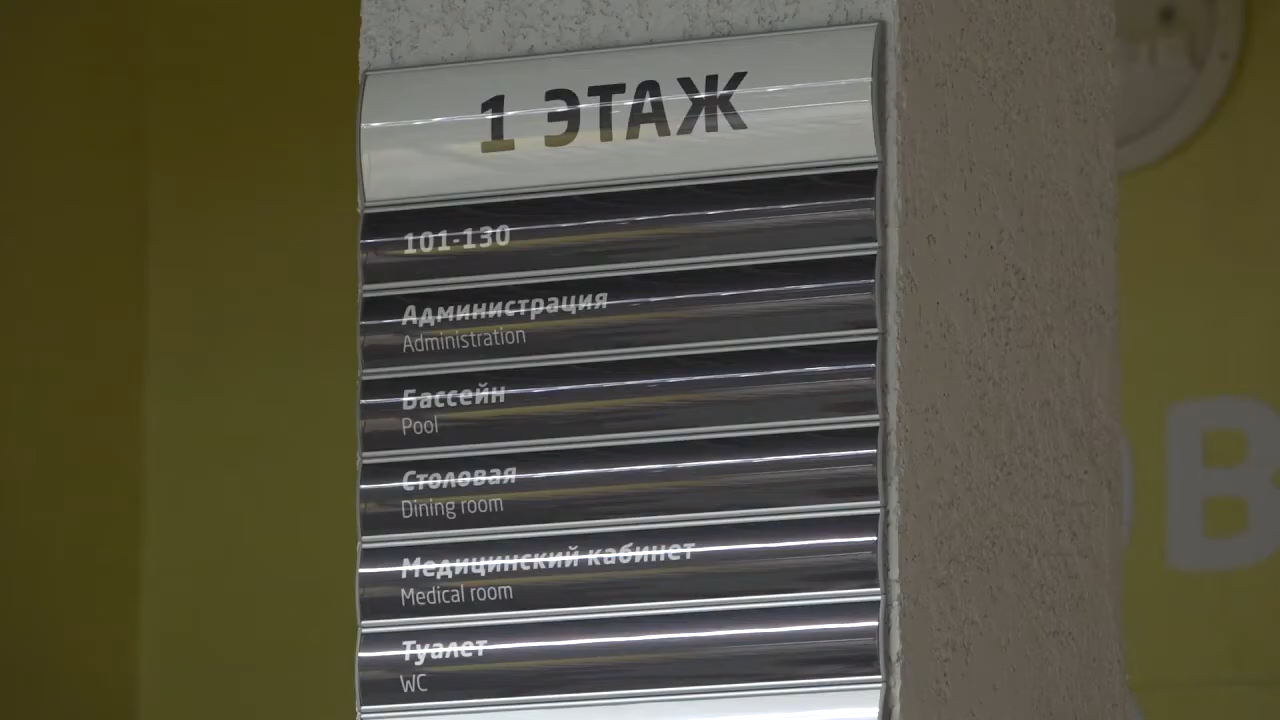 1 ЭТАЖ
101-130
Администрация
Administration
Бассейн
Pool
Столовая
Dining room
Медицинский кабинет
Medical room
Туалет
WC